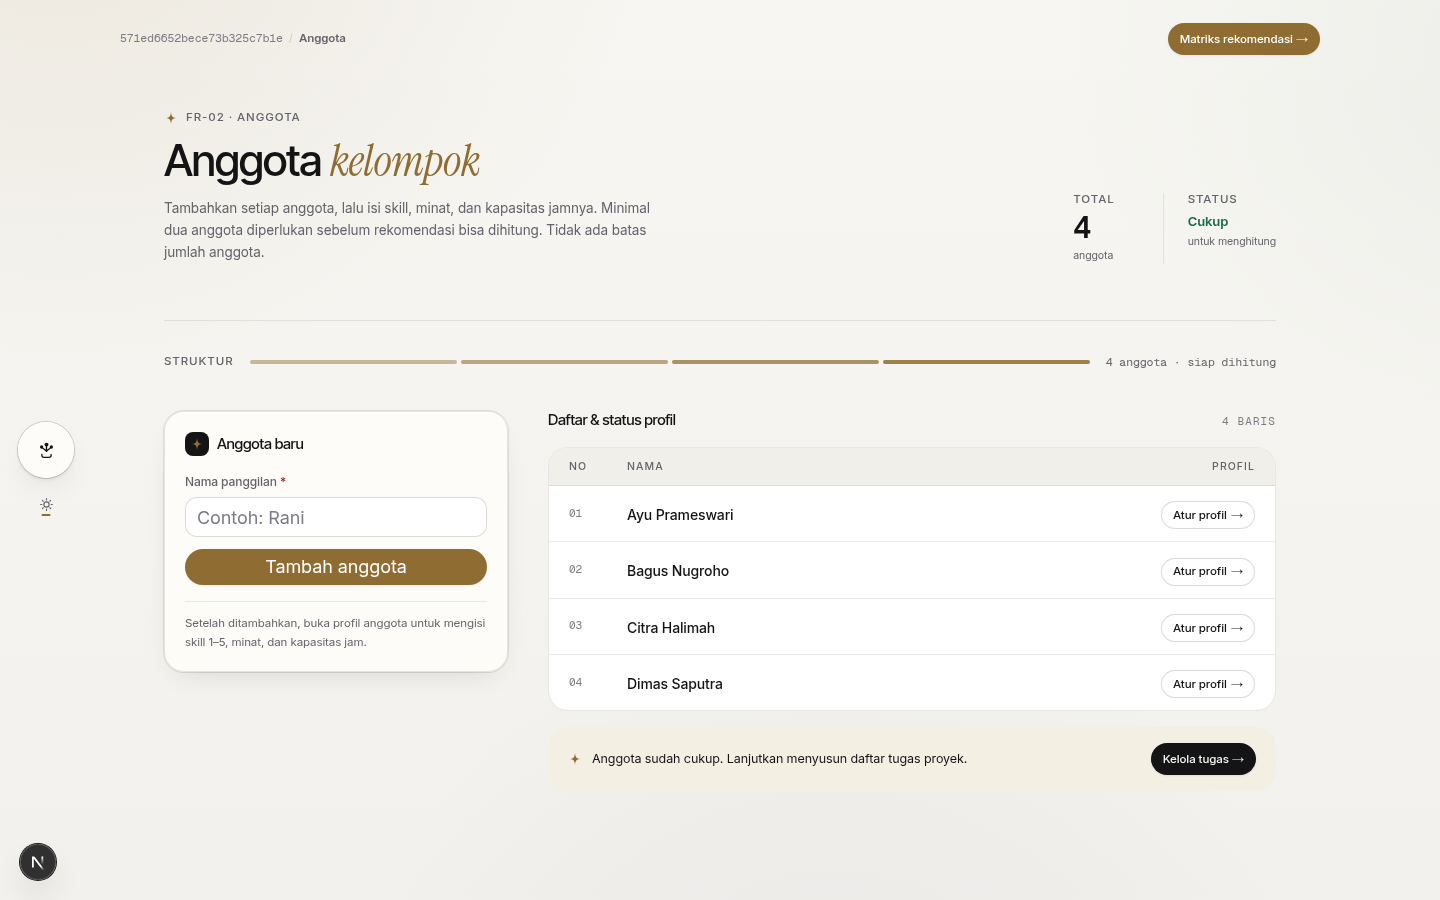 571ed6652bece73b325c7b1e / Anggota
Matriks rekomendasi →
FR-02 · ANGGOTA
Anggota kelompok
Tambahkan setiap anggota, lalu isi skill, minat, dan kapasitas jamnya. Minimal
dua anggota diperlukan sebelum rekomendasi bisa dihitung. Tidak ada batas
jumlah anggota.
TOTAL
4
anggota
STATUS
Cukup
untuk menghitung
STRUKTUR
4 anggota · siap dihitung
Anggota baru
Nama panggilan *
Contoh: Rani
Tambah anggota
Setelah ditambahkan, buka profil anggota untuk mengisi
skill 1–5, minat, dan kapasitas jam.
Daftar & status profil
4 BARIS
NO NAMA PROFIL
01 Ayu Prameswari Atur profil →
02 Bagus Nugroho Atur profil →
03 Citra Halimah Atur profil →
04 Dimas Saputra Atur profil →
Anggota sudah cukup. Lanjutkan menyusun daftar tugas proyek.
Kelola tugas →
N